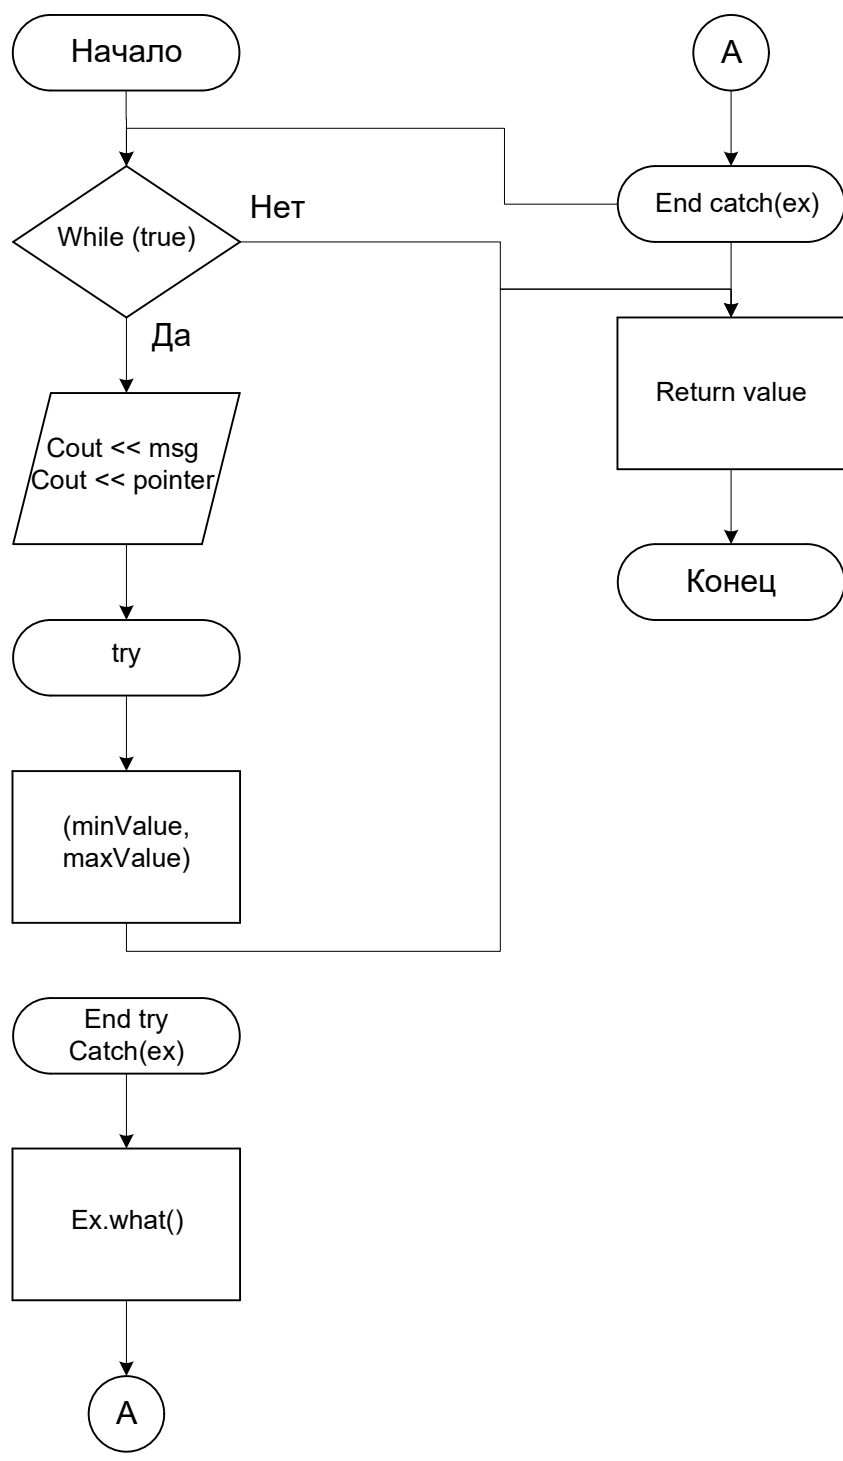 Начало
While (true)
Нет
Да
Cout << msg
Cout << pointer
try
(minValue,
maxValue)
End try
Catch(ex)
Ex.what()
A
A
End catch(ex)
Return value
Конец